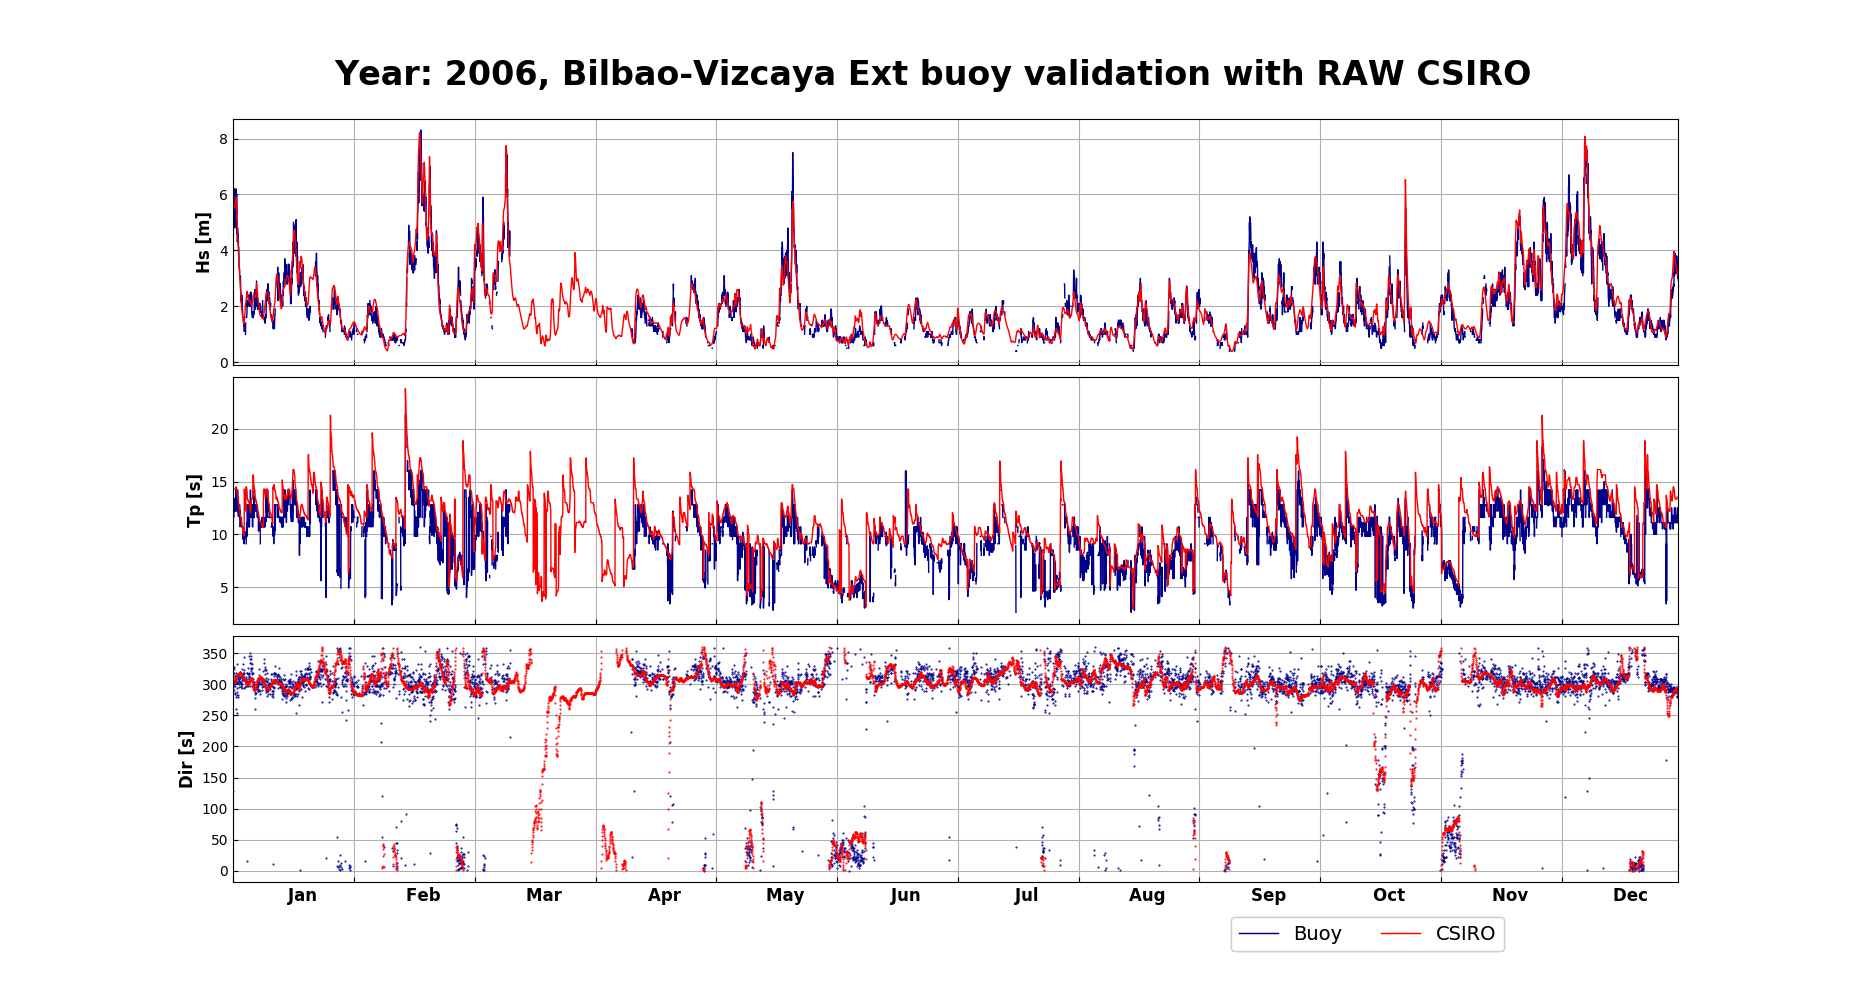 Year: 2006, Bilbao-Vizcaya Ext buoy validation with RAW CSIRO
8
6
4
2
0
Hs [m]
20
15
10
5
Tp [s]
350
300
250
200
150
100
50
0
Dir [s]
Jan Feb Mar Apr May Jun Jul Aug Sep Oct Nov Dec
Buoy CSIRO